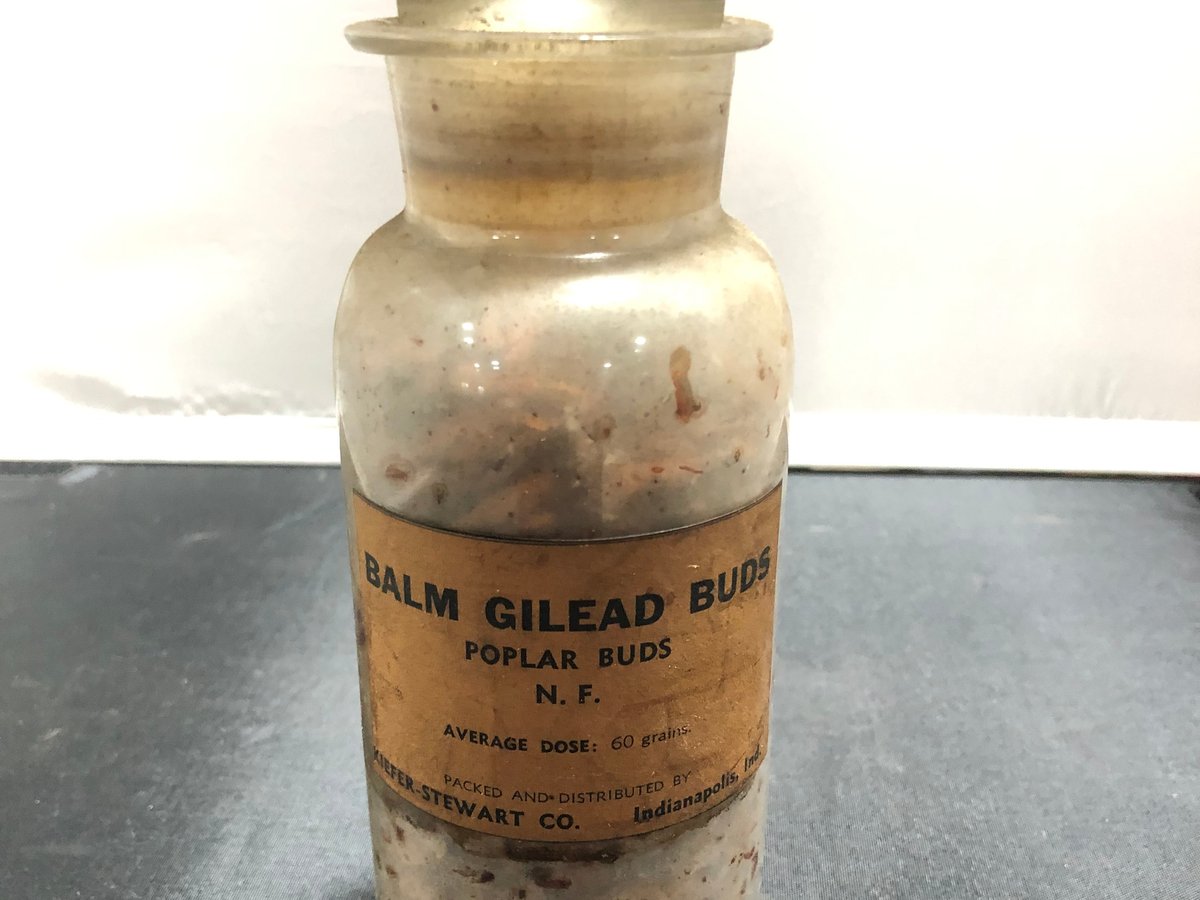 BALM GILEAD BUDS
POPLAR BUDS
N. F.
AVERAGE DOSE: 60 grains.
PACKED AND DISTRIBUTED BY
KIEFER-STEWART CO. Indianapolis, Ind.